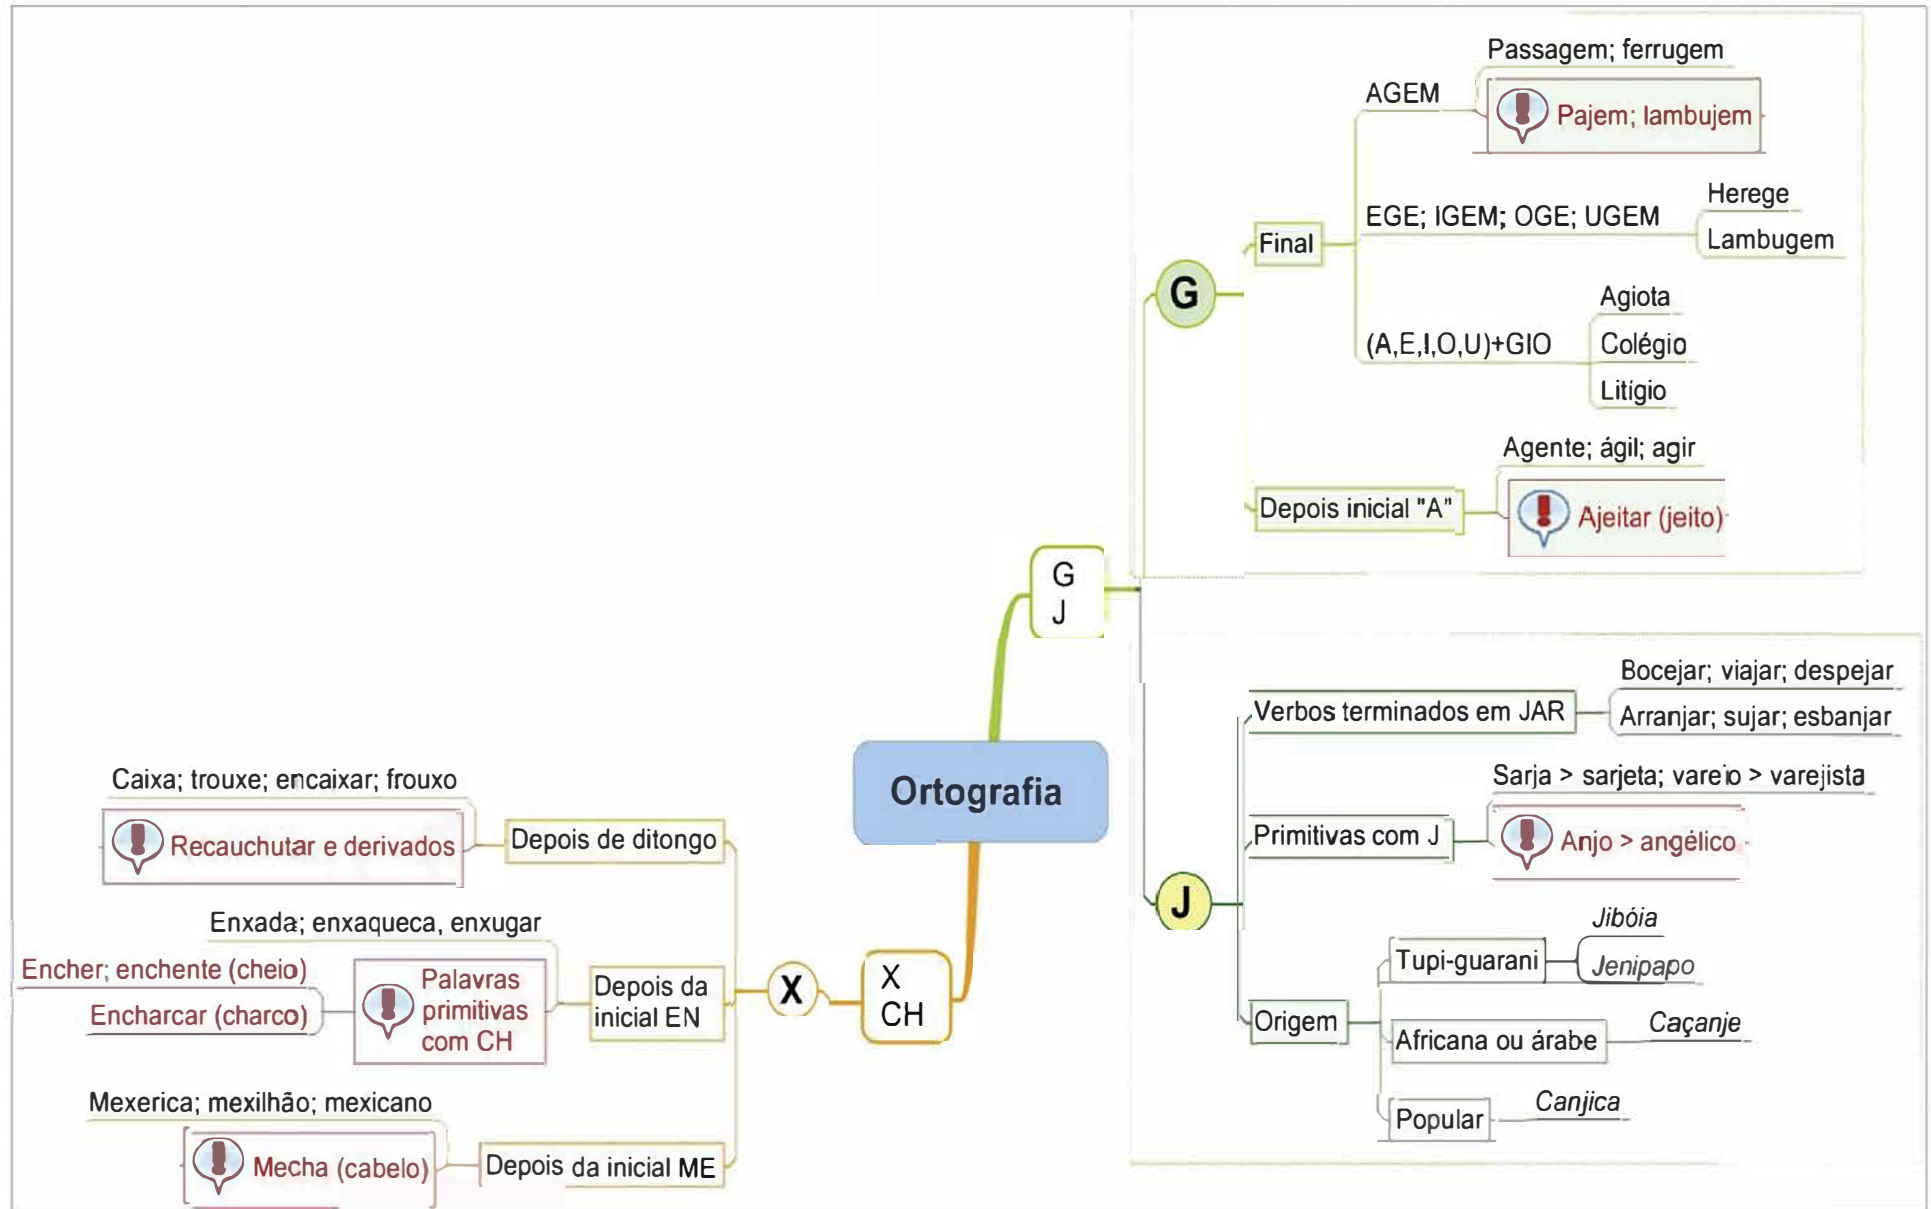 Passagem; ferrugem
AGEM
Pajem; lambujem
Herege
EGE; IGEM; OGE; UGEM
Lambugem
Final
G
Agiota
(A,E,I,O,U)+GIO
Colégio
Litígio
Agente; ágil; agir
Depois inicial "A"
Ajeitar (jeito)
G
J
Bocejar; viajar; despejar
Verbos terminados em JAR
Arranjar; sujar; esbanjar
Sarja > sarjeta; vareio > varejista
Primitivas com J
Anjo > angélico
J
Jibóia
Tupi-guarani
Jenipapo
Origem
Africana ou árabe
Caçanje
Popular
Canjica
Ortografia
Caixa; trouxe; encaixar; frouxo
Recauchutar e derivados
Depois de ditongo
Enxada; enxaqueca, enxugar
Encher; enchente (cheio)
Encharcar (charco)
Palavras
primitivas
com CH
Depois da
inicial EN
X
X
CH
Mexerica; mexilhão; mexicano
Mecha (cabelo)
Depois da inicial ME